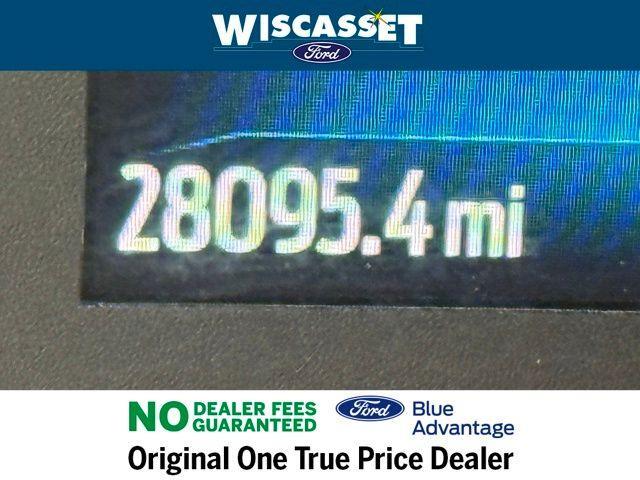 WISCASSET
Ford
28095.4 mi
NO DEALER FEES
GUARANTEED
Ford Blue
Advantage
Original One True Price Dealer